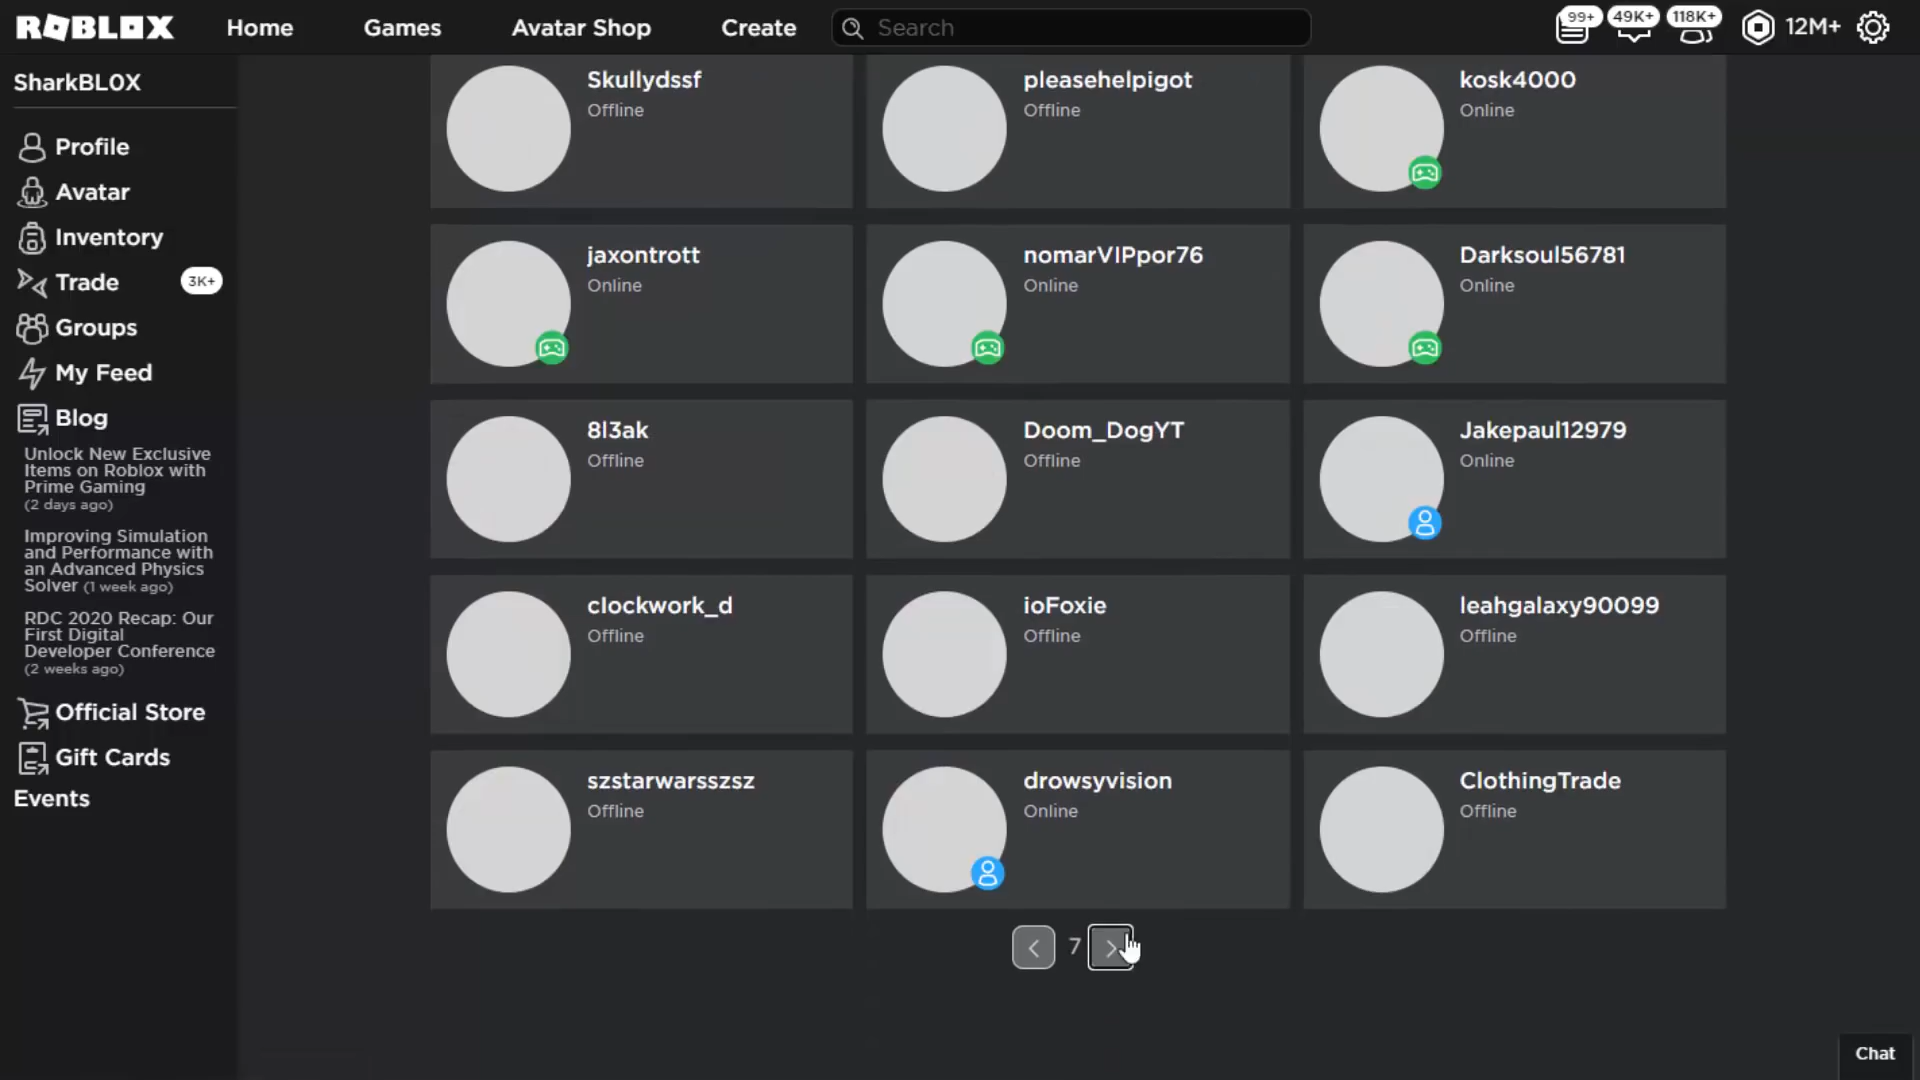 ROBLOX
Home
Games
Avatar Shop
Create
Search
99+
49K+
118K+
12M+
SharkBL0X
Profile
Avatar
Inventory
Trade
3K+
Groups
My Feed
Blog
Unlock New Exclusive
Items on Roblox with
Prime Gaming
(2 days ago)
Improving Simulation
and Performance with
an Advanced Physics
Solver (1 week ago)
RDC 2020 Recap: Our
First Digital
Developer Conference
(2 weeks ago)
Official Store
Gift Cards
Events
Skullydssf
Offline
pleasehelpigot
Offline
kosk4000
Online
jaxontrott
Online
nomarVIPpor76
Online
Darksoul56781
Online
8l3ak
Offline
Doom_DogYT
Offline
Jakepaul12979
Online
clockwork_d
Offline
ioFoxie
Offline
leahgalaxy90099
Offline
szstarwarsszsz
Offline
drowsyvision
Online
ClothingTrade
Offline
7
Chat